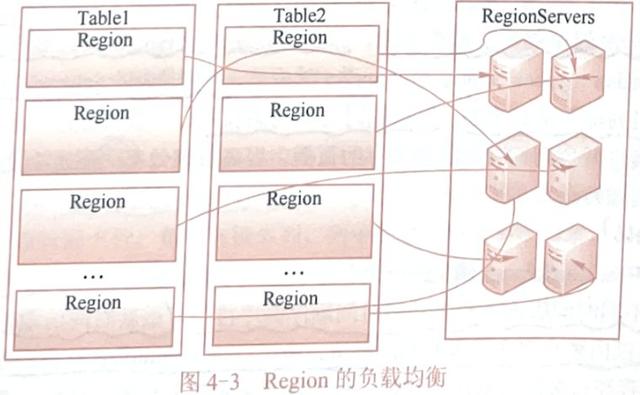 Table1
Table2
RegionServers
Region
Region
Region
Region
Region
Region
...
...
Region
Region
图 4-3 Region 的负载均衡